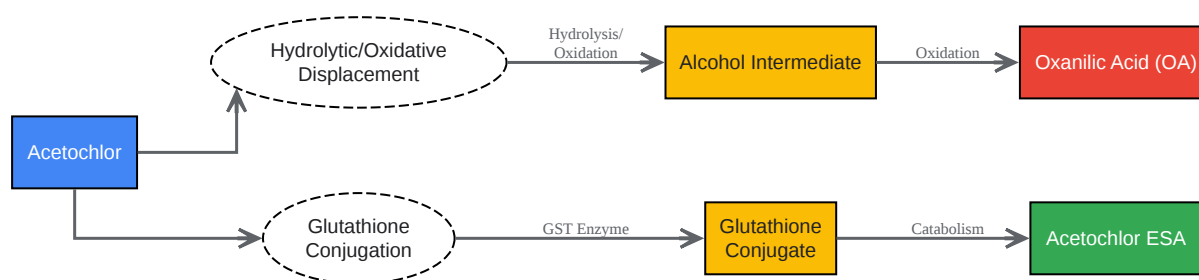 Hydrolytic/Oxidative
Displacement
Hydrolysis/
Oxidation
Alcohol Intermediate
Oxidation
Oxanilic Acid (OA)
Acetochlor
Glutathione
Conjugation
GST Enzyme
Glutathione
Conjugate
Catabolism
Acetochlor ESA